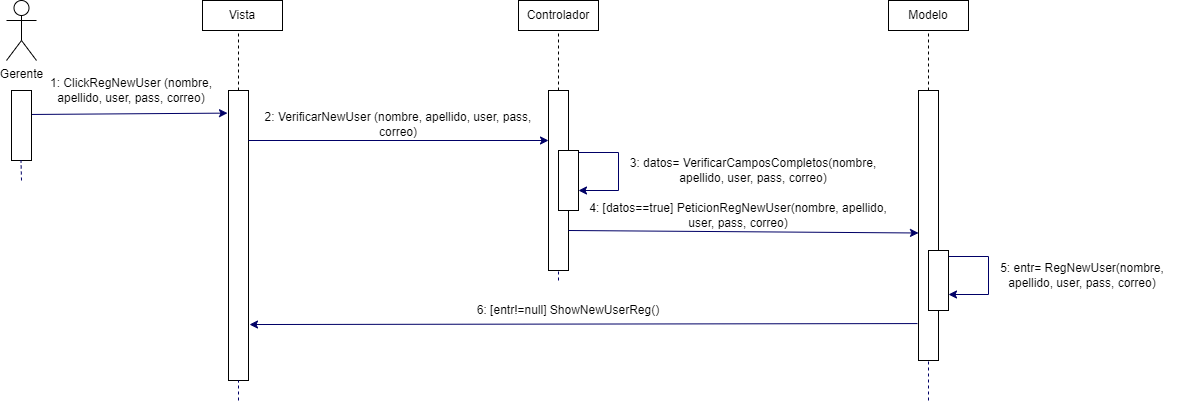 Vista
Controlador
Modelo
Gerente
1: ClickRegNewUser (nombre,
apellido, user, pass, correo)
2: VerificarNewUser (nombre, apellido, user, pass,
correo)
3: datos= VerificarCamposCompletos(nombre,
apellido, user, pass, correo)
4: [datos==true] PeticionRegNewUser(nombre, apellido,
user, pass, correo)
5: entr= RegNewUser(nombre,
apellido, user, pass, correo)
6: [entr!=null] ShowNewUserReg()